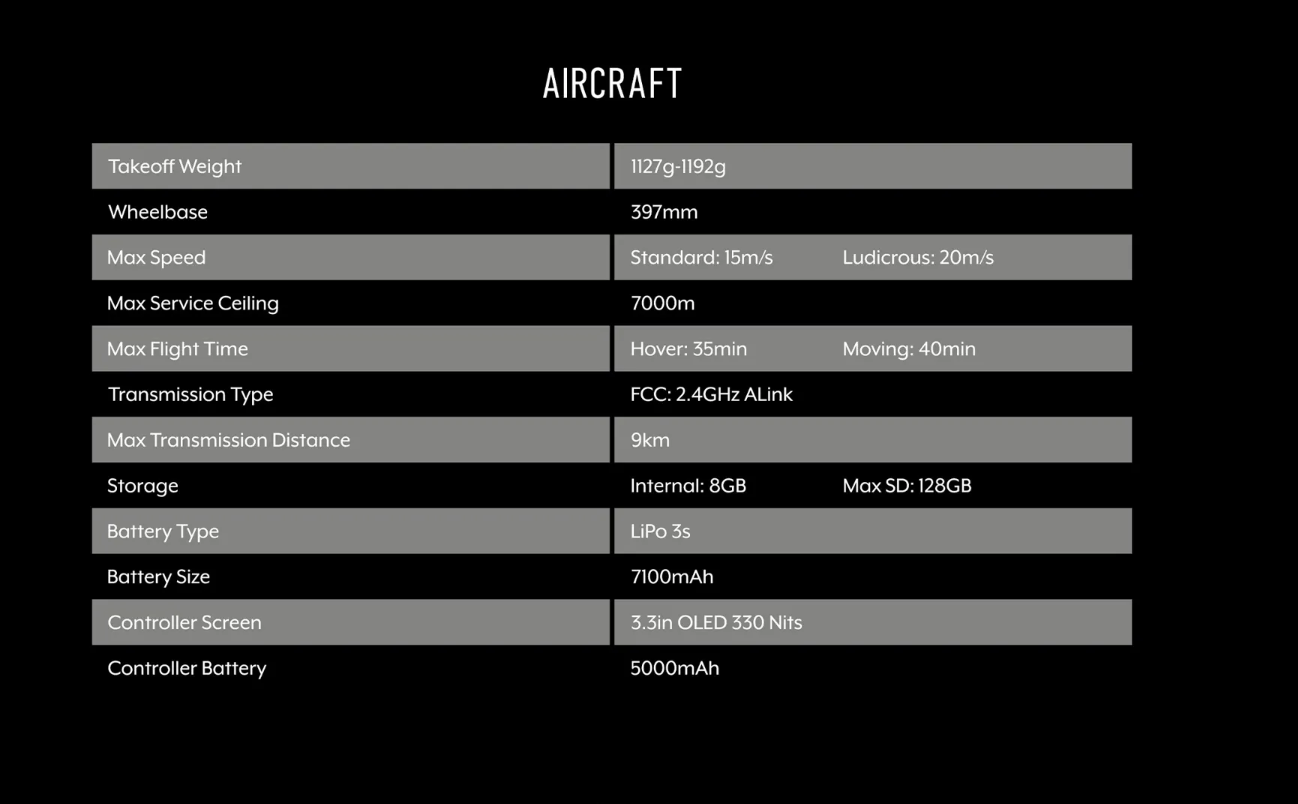 AIRCRAFT
Takeoff Weight 1127g-1192g
Wheelbase 397mm
Max Speed Standard: 15m/s Ludicrous: 20m/s
Max Service Ceiling 7000m
Max Flight Time Hover: 35min Moving: 40min
Transmission Type FCC: 2.4GHz ALink
Max Transmission Distance 9km
Storage Internal: 8GB Max SD: 128GB
Battery Type LiPo 3s
Battery Size 7100mAh
Controller Screen 3.3in OLED 330 Nits
Controller Battery 5000mAh